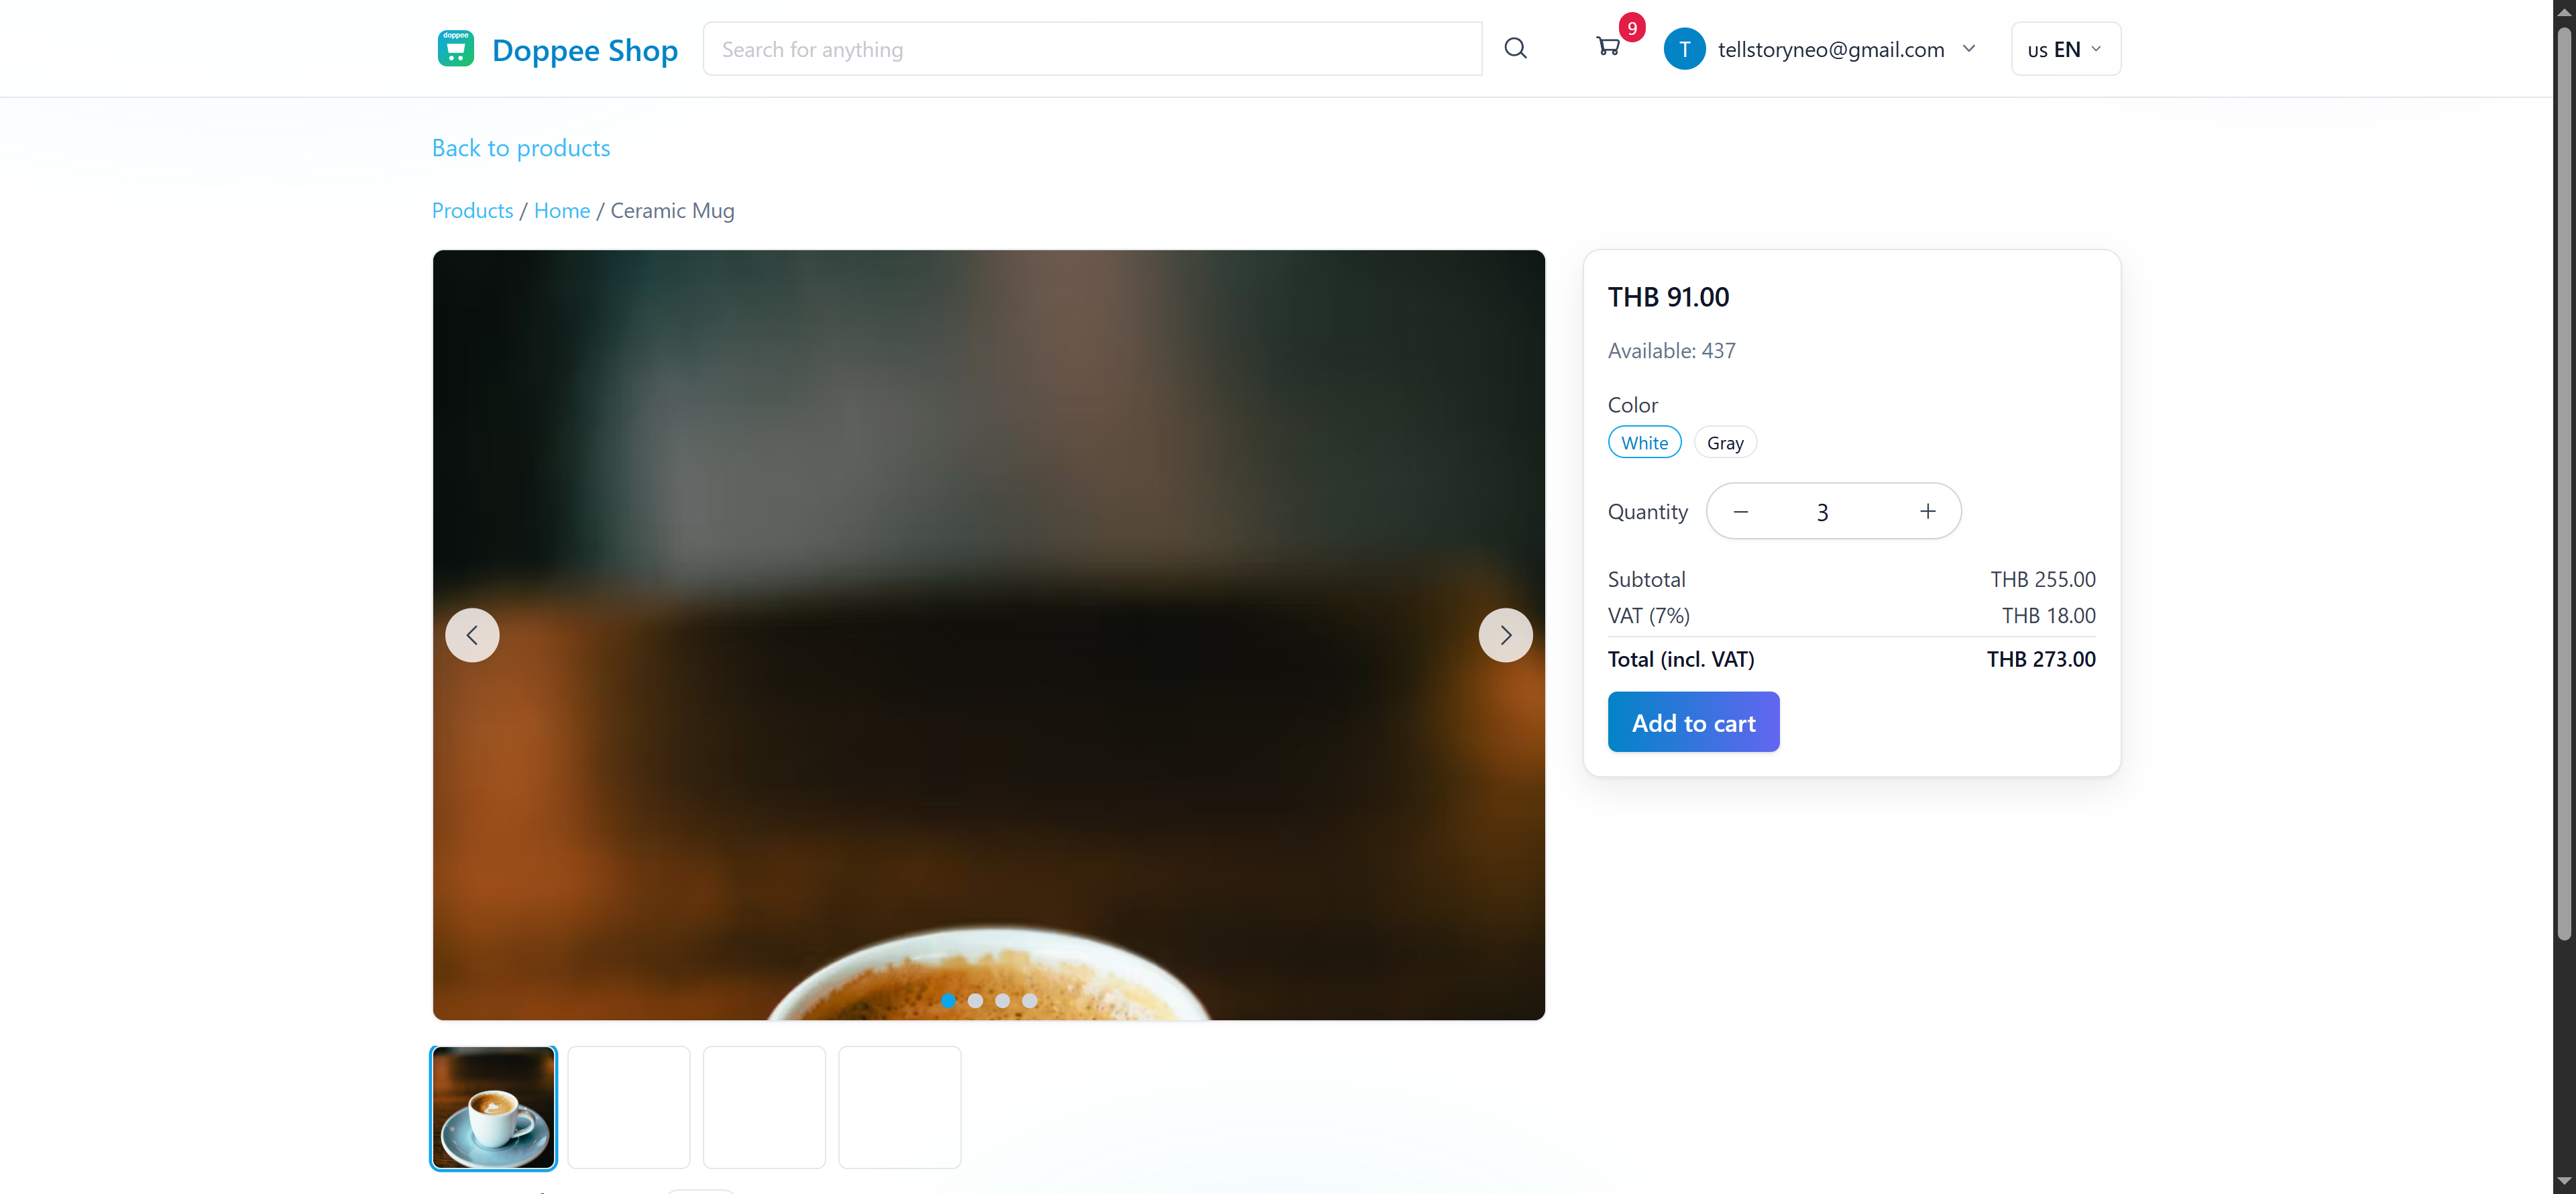 doppee
Doppee Shop
Search for anything
9
T
tellstoryneo@gmail.com
us EN
Back to products
Products / Home / Ceramic Mug
THB 91.00
Available: 437
Color
White Gray
Quantity − 3 +
Subtotal THB 255.00
VAT (7%) THB 18.00
Total (incl. VAT) THB 273.00
Add to cart